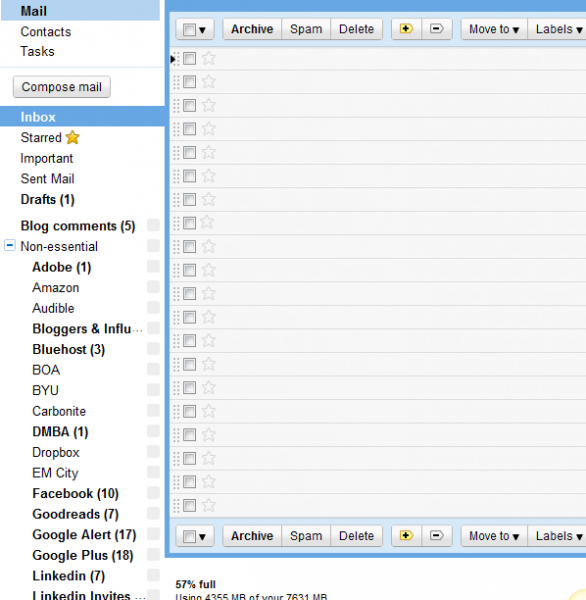 Mail
Contacts
Tasks
Compose mail
Inbox
Starred
Important
Sent Mail
Drafts (1)
Blog comments (5)
Non-essential
Adobe (1)
Amazon
Audible
Bloggers & Influ...
Bluehost (3)
BOA
BYU
Carbonite
DMBA (1)
Dropbox
EM City
Facebook (10)
Goodreads (7)
Google Alert (17)
Google Plus (18)
Linkedin (7)
Linkedin Invites ...
Archive Spam Delete Move to Labels
Archive Spam Delete Move to Labels
57% full
Using 4355 MB of your 7631 MB